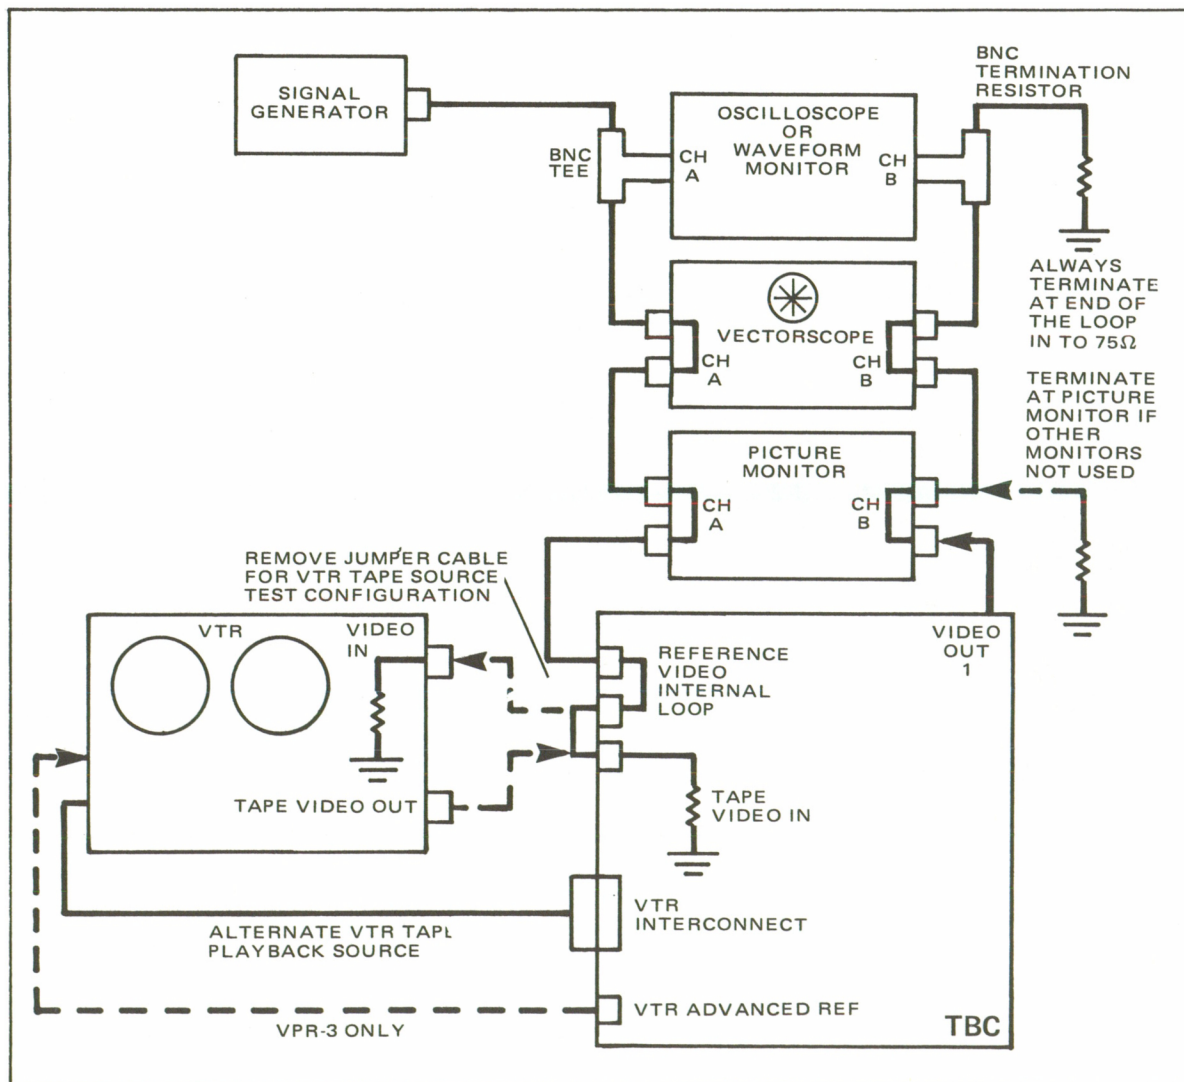 SIGNAL
GENERATOR
BNC
TEE
OSCILLOSCOPE
OR
WAVEFORM
MONITOR
CH
A
CH
B
BNC
TERMINATION
RESISTOR
ALWAYS
TERMINATE
AT END OF
THE LOOP
IN TO 75Ω
VECTORSCOPE
CH
A
CH
B
TERMINATE
AT PICTURE
MONITOR IF
OTHER
MONITORS
NOT USED
PICTURE
MONITOR
CH
A
CH
B
REMOVE JUMPER CABLE
FOR VTR TAPE SOURCE
TEST CONFIGURATION
VTR
VIDEO
IN
TAPE VIDEO OUT
REFERENCE
VIDEO
INTERNAL
LOOP
VIDEO
OUT
1
TAPE
VIDEO IN
VTR
INTERCONNECT
ALTERNATE VTR TAPE
PLAYBACK SOURCE
VTR ADVANCED REF
VPR-3 ONLY
TBC